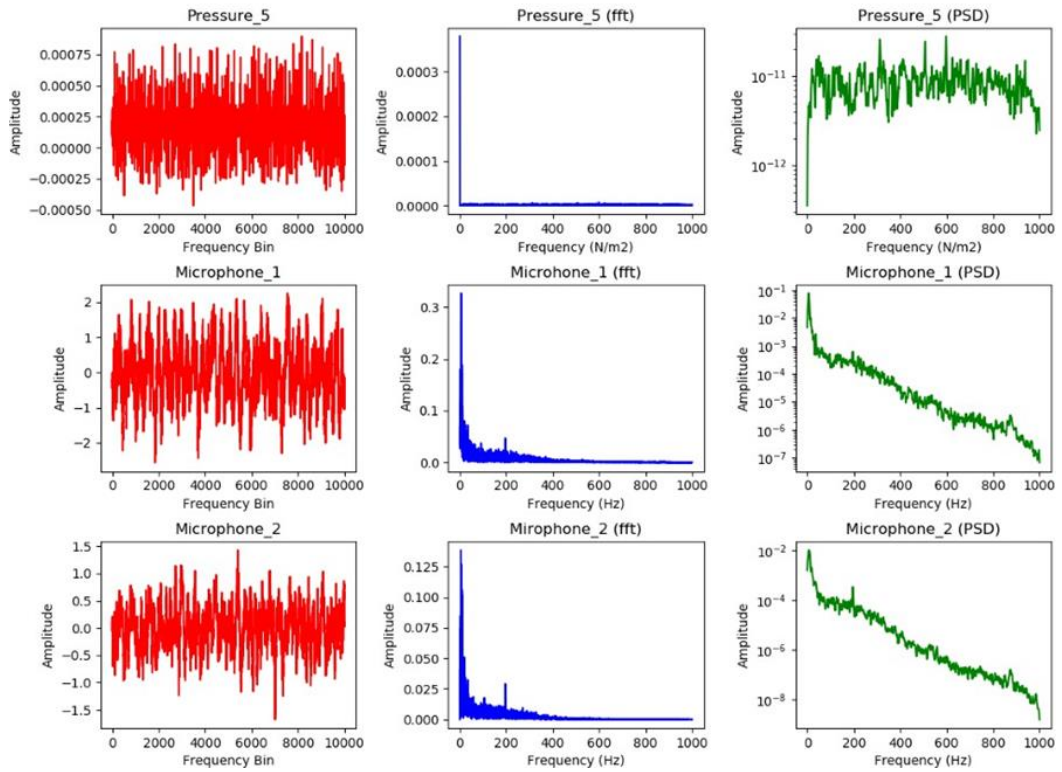 Pressure_5
Pressure_5 (fft)
Pressure_5 (PSD)
Amplitude
0.00075
0.00050
0.00025
0.00000
−0.00025
−0.00050
0 2000 4000 6000 8000 10000
Frequency Bin
Amplitude
0.0003
0.0002
0.0001
0.0000
0 200 400 600 800 1000
Frequency (N/m2)
Amplitude
10⁻¹¹
10⁻¹²
0 200 400 600 800 1000
Frequency (N/m2)
Microphone_1
Microhone_1 (fft)
Microphone_1 (PSD)
Amplitude
2
1
0
−1
−2
0 2000 4000 6000 8000 10000
Frequency Bin
Amplitude
0.3
0.2
0.1
0.0
0 200 400 600 800 1000
Frequency (Hz)
Amplitude
10⁻¹
10⁻²
10⁻³
10⁻⁴
10⁻⁵
10⁻⁶
10⁻⁷
0 200 400 600 800 1000
Frequency (Hz)
Microphone_2
Mirophone_2 (fft)
Microphone_2 (PSD)
Amplitude
1.5
1.0
0.5
0.0
−0.5
−1.0
−1.5
0 2000 4000 6000 8000 10000
Frequency Bin
Amplitude
0.125
0.100
0.075
0.050
0.025
0.000
0 200 400 600 800 1000
Frequency (Hz)
Amplitude
10⁻²
10⁻⁴
10⁻⁶
10⁻⁸
0 200 400 600 800 1000
Frequency (Hz)